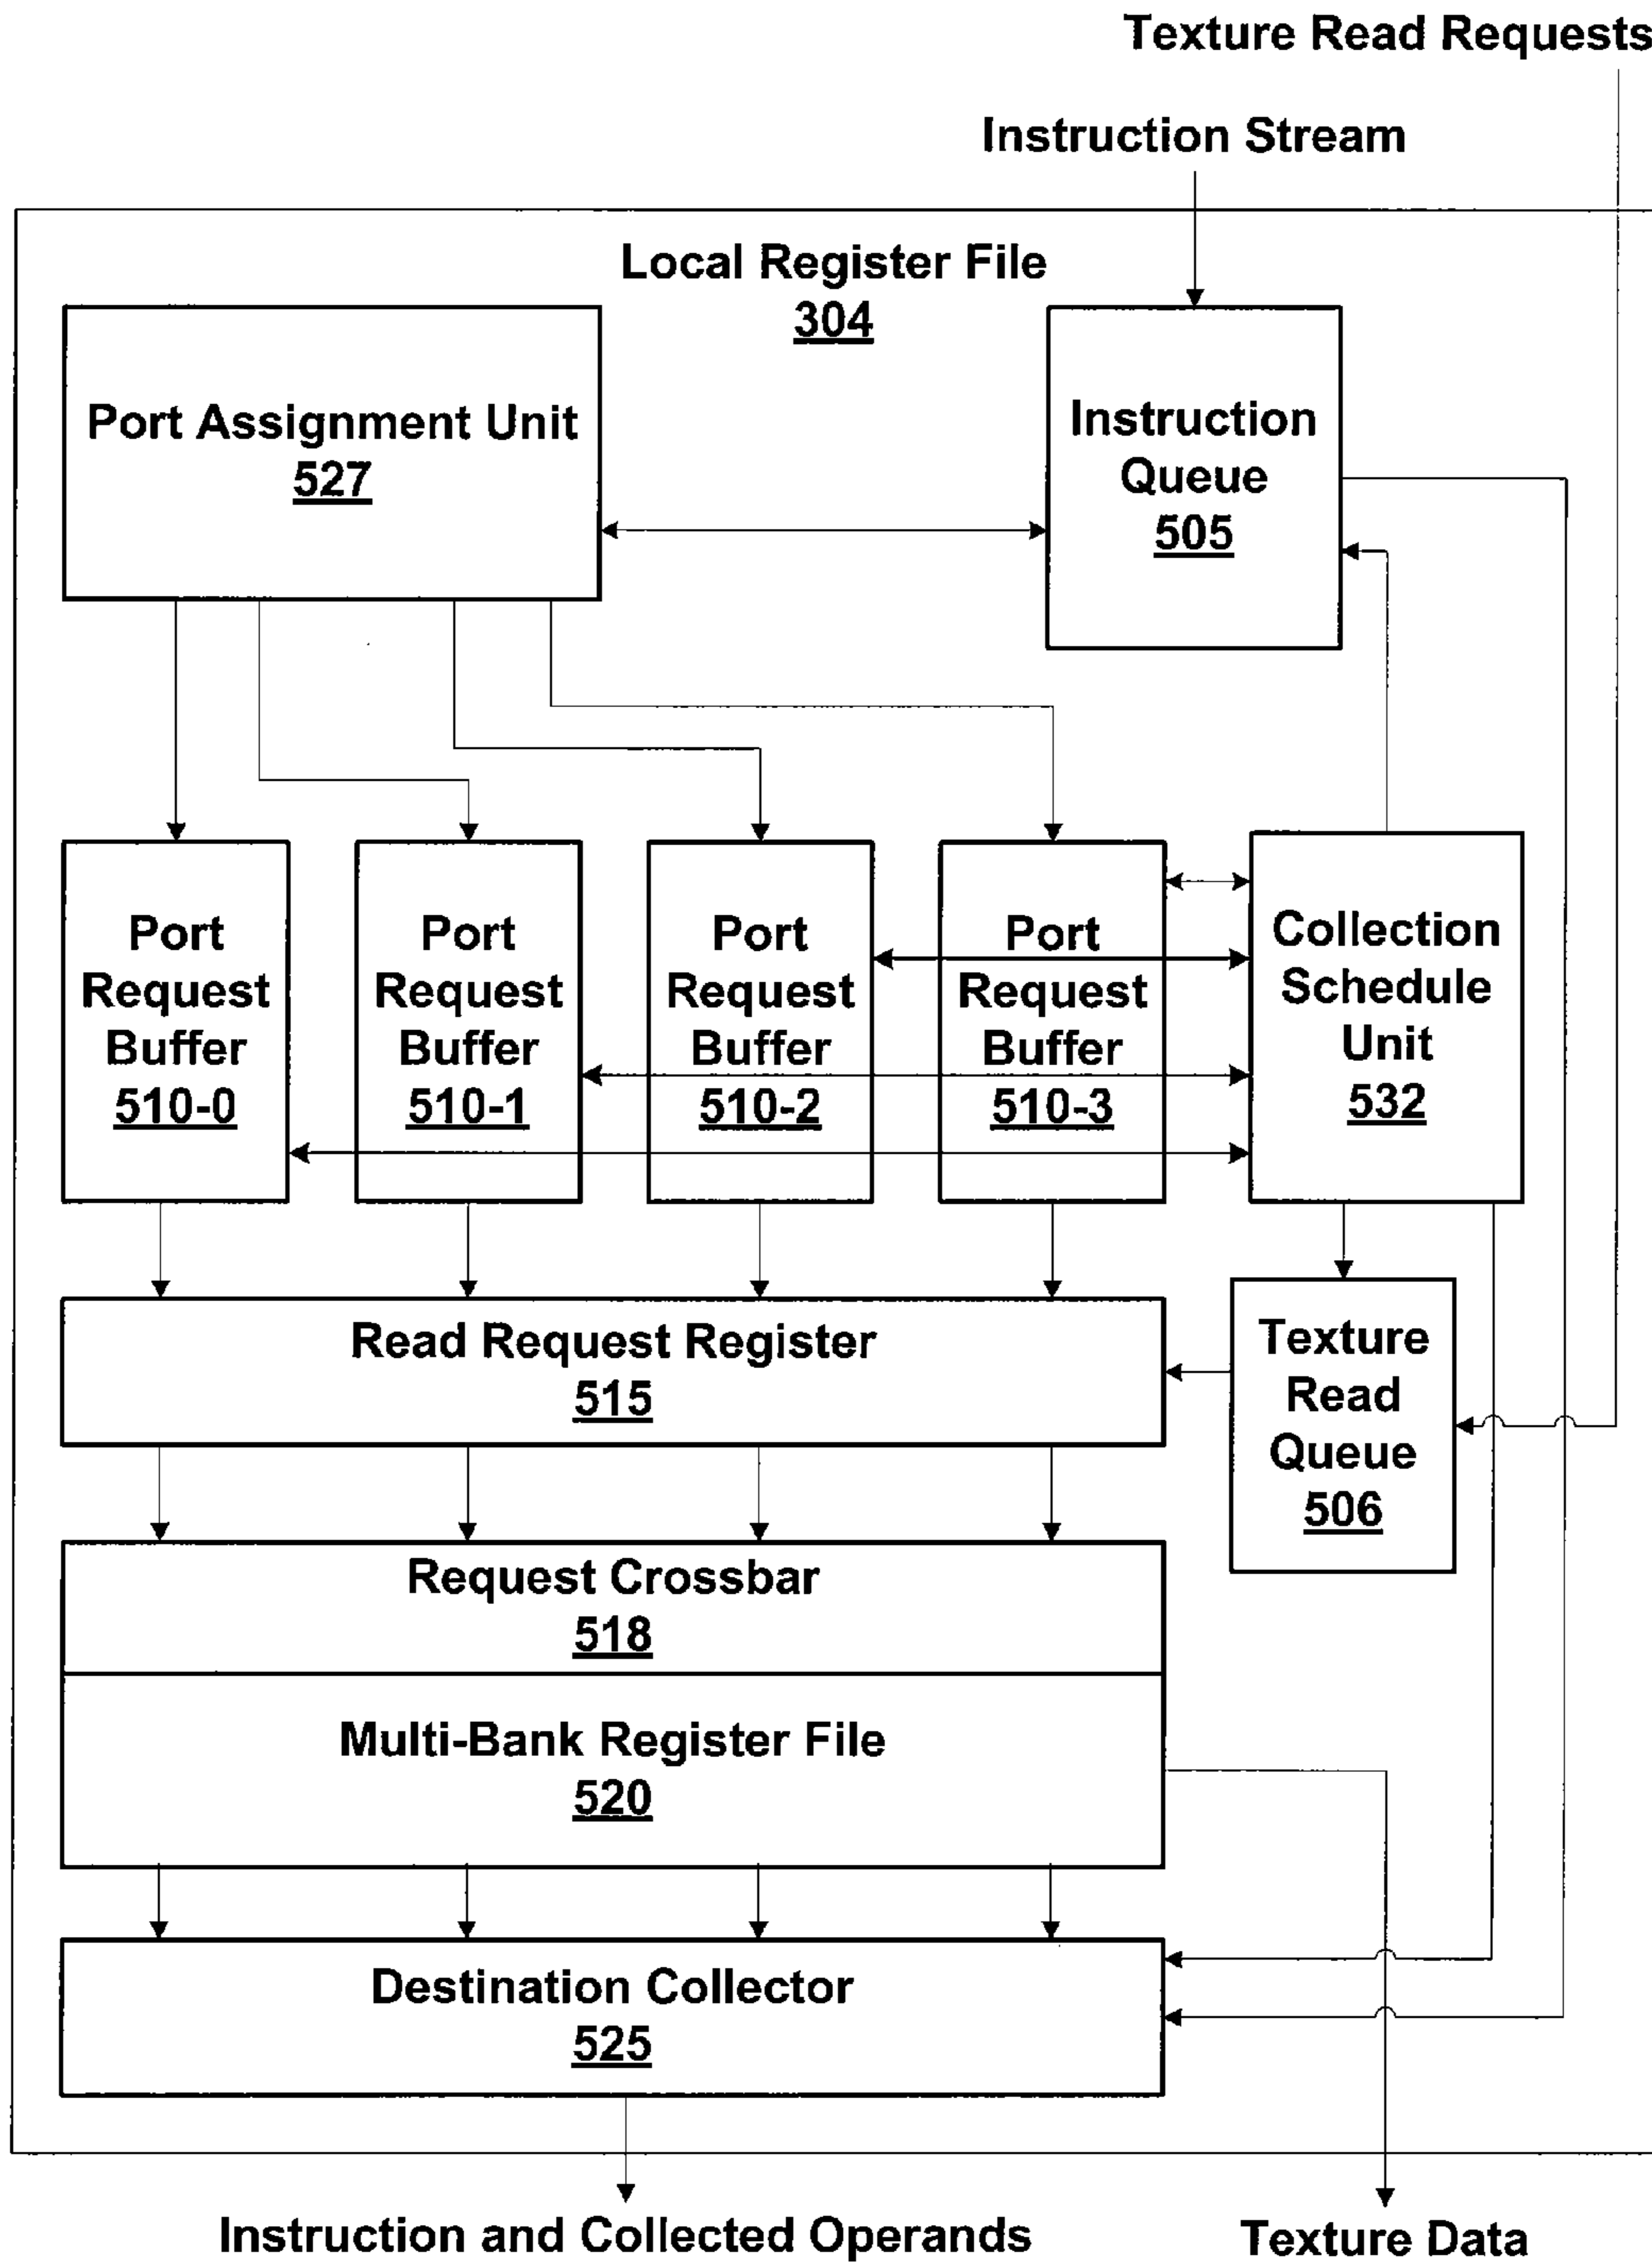 Texture Read Requests
Instruction Stream
Local Register File
304
Port Assignment Unit
527
Instruction
Queue
505
Port
Request
Buffer
510-0
Port
Request
Buffer
510-1
Port
Request
Buffer
510-2
Port
Request
Buffer
510-3
Collection
Schedule
Unit
532
Read Request Register
515
Texture
Read
Queue
506
Request Crossbar
518
Multi-Bank Register File
520
Destination Collector
525
Instruction and Collected Operands
Texture Data